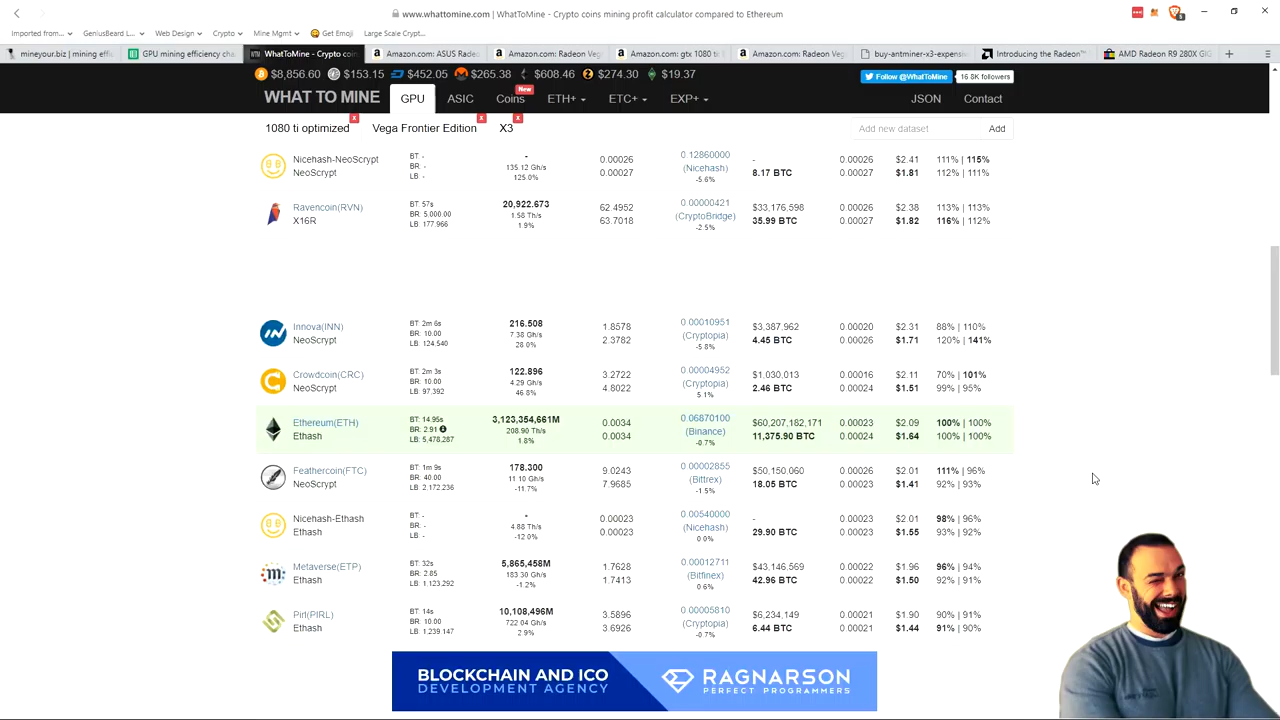 www.whattomine.com | WhatToMine - Crypto coins mining profit calculator compared to Ethereum
Imported from... GeniusBeard L... Web Design Crypto Mine Mgmt Get Emoji Large Scale Crypt...
mineyour.biz | mining effi GPU mining efficiency cha WhatToMine - Crypto coin Amazon.com: ASUS Radeo Amazon.com: Radeon Veg Amazon.com: gtx 1080 ti Amazon.com: Radeon Veg buy-antminer-x3-expensi Introducing the Radeon™ AMD Radeon R9 280X GIG
$8,856.60 $153.15 $452.05 $265.38 $608.46 $274.30 $19.37 Follow @WhatToMine 16.8K followers
WHAT TO MINE GPU ASIC Coins New ETH+ ETC+ EXP+ JSON Contact
1080 ti optimized x Vega Frontier Edition x X3 x Add new dataset Add
Nicehash-NeoScrypt BT: - - 0.00026 0.12860000 - 0.00026 $2.41 111% | 115%
NeoScrypt BR: - 135.12 Gh/s 0.00027 (Nicehash) 8.17 BTC 0.00027 $1.81 112% | 111%
LB: - 125.0% -5.6%
Ravencoin(RVN) BT: 57s 20,922.673 62.4952 0.00000421 $33,176,598 0.00026 $2.38 113% | 113%
X16R BR: 5,000.00 1.58 Th/s 63.7018 (CryptoBridge) 35.99 BTC 0.00027 $1.82 116% | 112%
LB: 177.966 1.9% -2.5%
Innova(INN) BT: 2m 6s 216.508 1.8578 0.00010951 $3,387,962 0.00020 $2.31 88% | 110%
NeoScrypt BR: 10.00 7.38 Gh/s 2.3782 (Cryptopia) 4.45 BTC 0.00026 $1.71 120% | 141%
LB: 124.540 28.0% -5.8%
Crowdcoin(CRC) BT: 2m 3s 122.896 3.2722 0.00004952 $1,030,013 0.00016 $2.11 70% | 101%
NeoScrypt BR: 10.00 4.29 Gh/s 4.8022 (Cryptopia) 2.46 BTC 0.00024 $1.51 99% | 95%
LB: 97,392 46.8% 5.1%
Ethereum(ETH) BT: 14.95s 3,123,354,661M 0.0034 0.06870100 $60,207,182,171 0.00023 $2.09 100% | 100%
Ethash BR: 2.91 208.90 Th/s 0.0034 (Binance) 11,375.90 BTC 0.00024 $1.64 100% | 100%
LB: 5,478,287 1.8% -0.7%
Feathercoin(FTC) BT: 1m 9s 178.300 9.0243 0.00002855 $50,150.060 0.00026 $2.01 111% | 96%
NeoScrypt BR: 40.00 11.10 Gh/s 7.9685 (Bittrex) 18.05 BTC 0.00023 $1.41 92% | 93%
LB: 2,172.236 -11.7% -1.5%
Nicehash-Ethash BT: - - 0.00023 0.00540000 - 0.00023 $2.01 98% | 96%
Ethash BR: - 4.88 Th/s 0.00023 (Nicehash) 29.90 BTC 0.00023 $1.55 93% | 92%
LB: - -12.0% 0.0%
Metaverse(ETP) BT: 32s 5,865,458M 1.7628 0.00012711 $43,146.569 0.00022 $1.96 96% | 94%
Ethash BR: 2.85 183.30 Gh/s 1.7413 (Bitfinex) 42.96 BTC 0.00022 $1.50 92% | 91%
LB: 1,123.292 -1.2% 0.6%
Pirl(PIRL) BT: 14s 10,108,496M 3.5896 0.00005810 $6,234,149 0.00021 $1.90 90% | 91%
Ethash BR: 10.00 722.04 Gh/s 3.6926 (Cryptopia) 6.44 BTC 0.00021 $1.44 91% | 90%
LB: 1.239.147 2.9% -0.7%
BLOCKCHAIN AND ICO RAGNARSON
DEVELOPMENT AGENCY PERFECT PROGRAMMERS